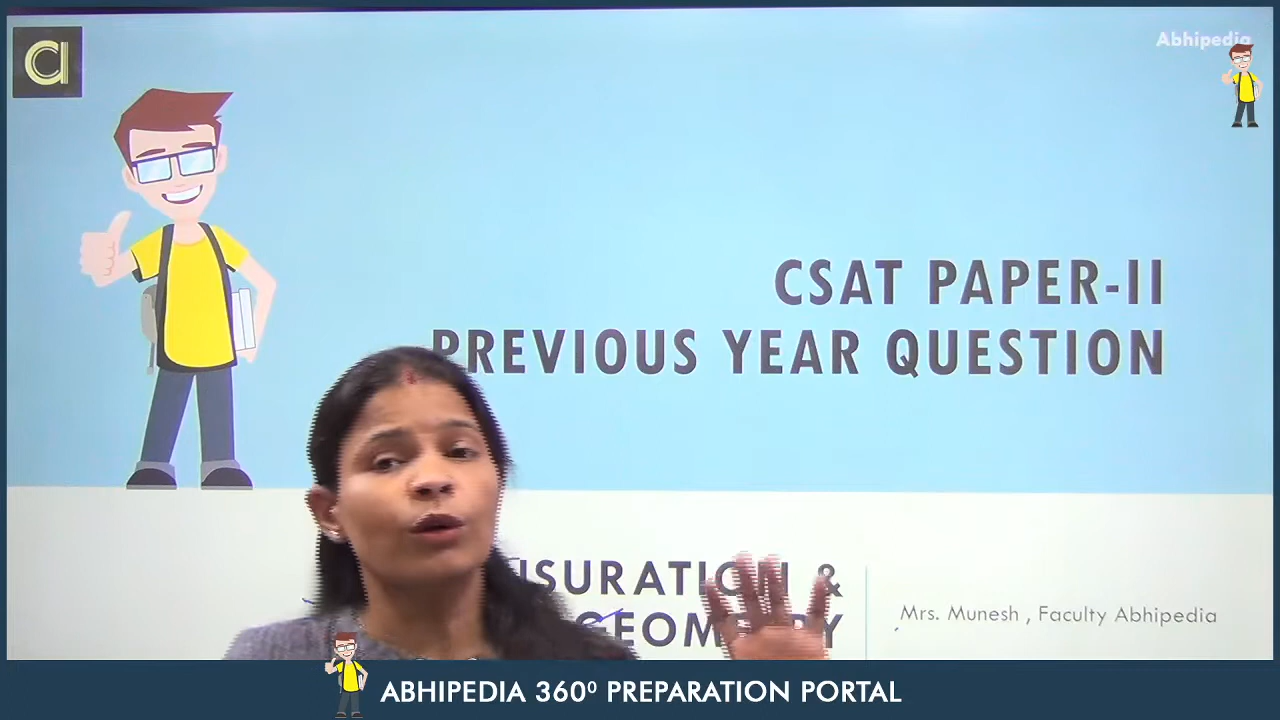 Abhipedia
CSAT PAPER-II
PREVIOUS YEAR QUESTION
&
Mrs. Munesh , Faculty Abhipedia
ABHIPEDIA 360⁰ PREPARATION PORTAL